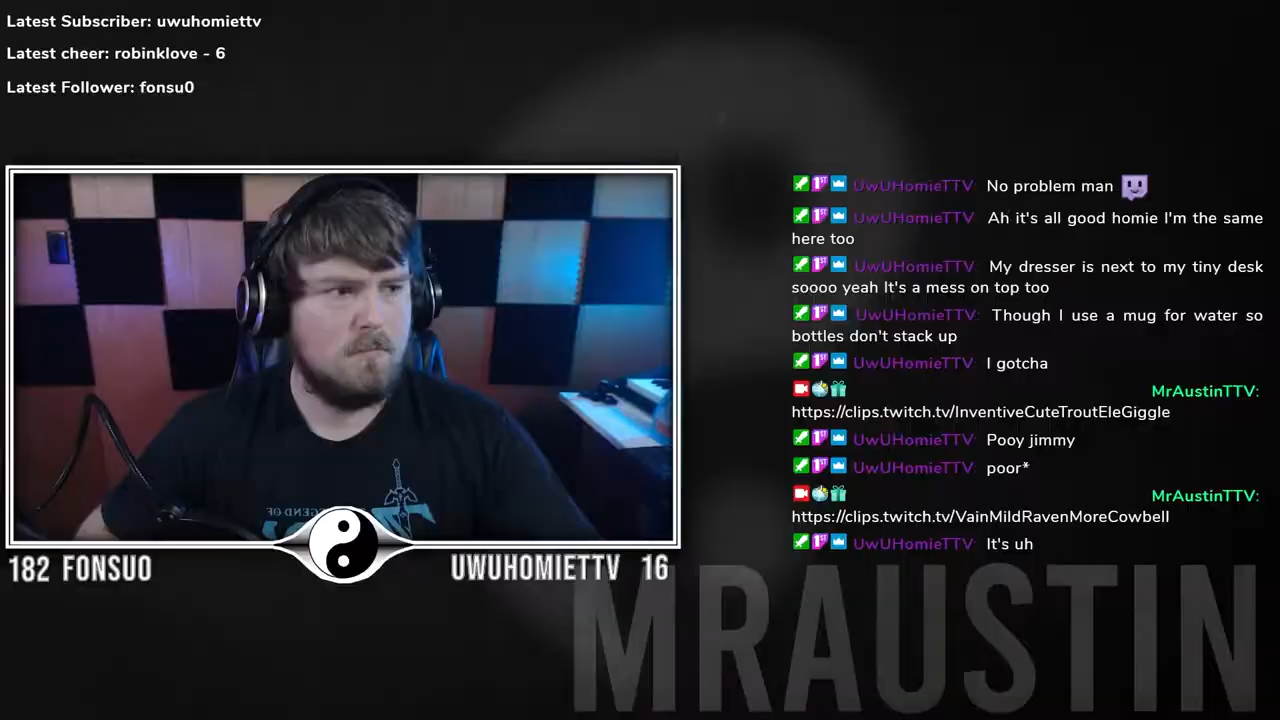 Latest Subscriber: uwuhomiettv
Latest cheer: robinklove - 6
Latest Follower: fonsu0
UwUHomieTTV: No problem man
UwUHomieTTV: Ah it's all good homie I'm the same
here too
UwUHomieTTV: My dresser is next to my tiny desk
soooo yeah It's a mess on top too
UwUHomieTTV: Though I use a mug for water so
bottles don't stack up
UwUHomieTTV: I gotcha
MrAustinTTV:
https://clips.twitch.tv/InventiveCuteTroutEleGiggle
UwUHomieTTV: Pooy jimmy
UwUHomieTTV: poor*
MrAustinTTV:
https://clips.twitch.tv/VainMildRavenMoreCowbell
UwUHomieTTV: It's uh
LEGEND OF
182 FONSU0
UWUHOMIETTV 16
MRAUSTIN